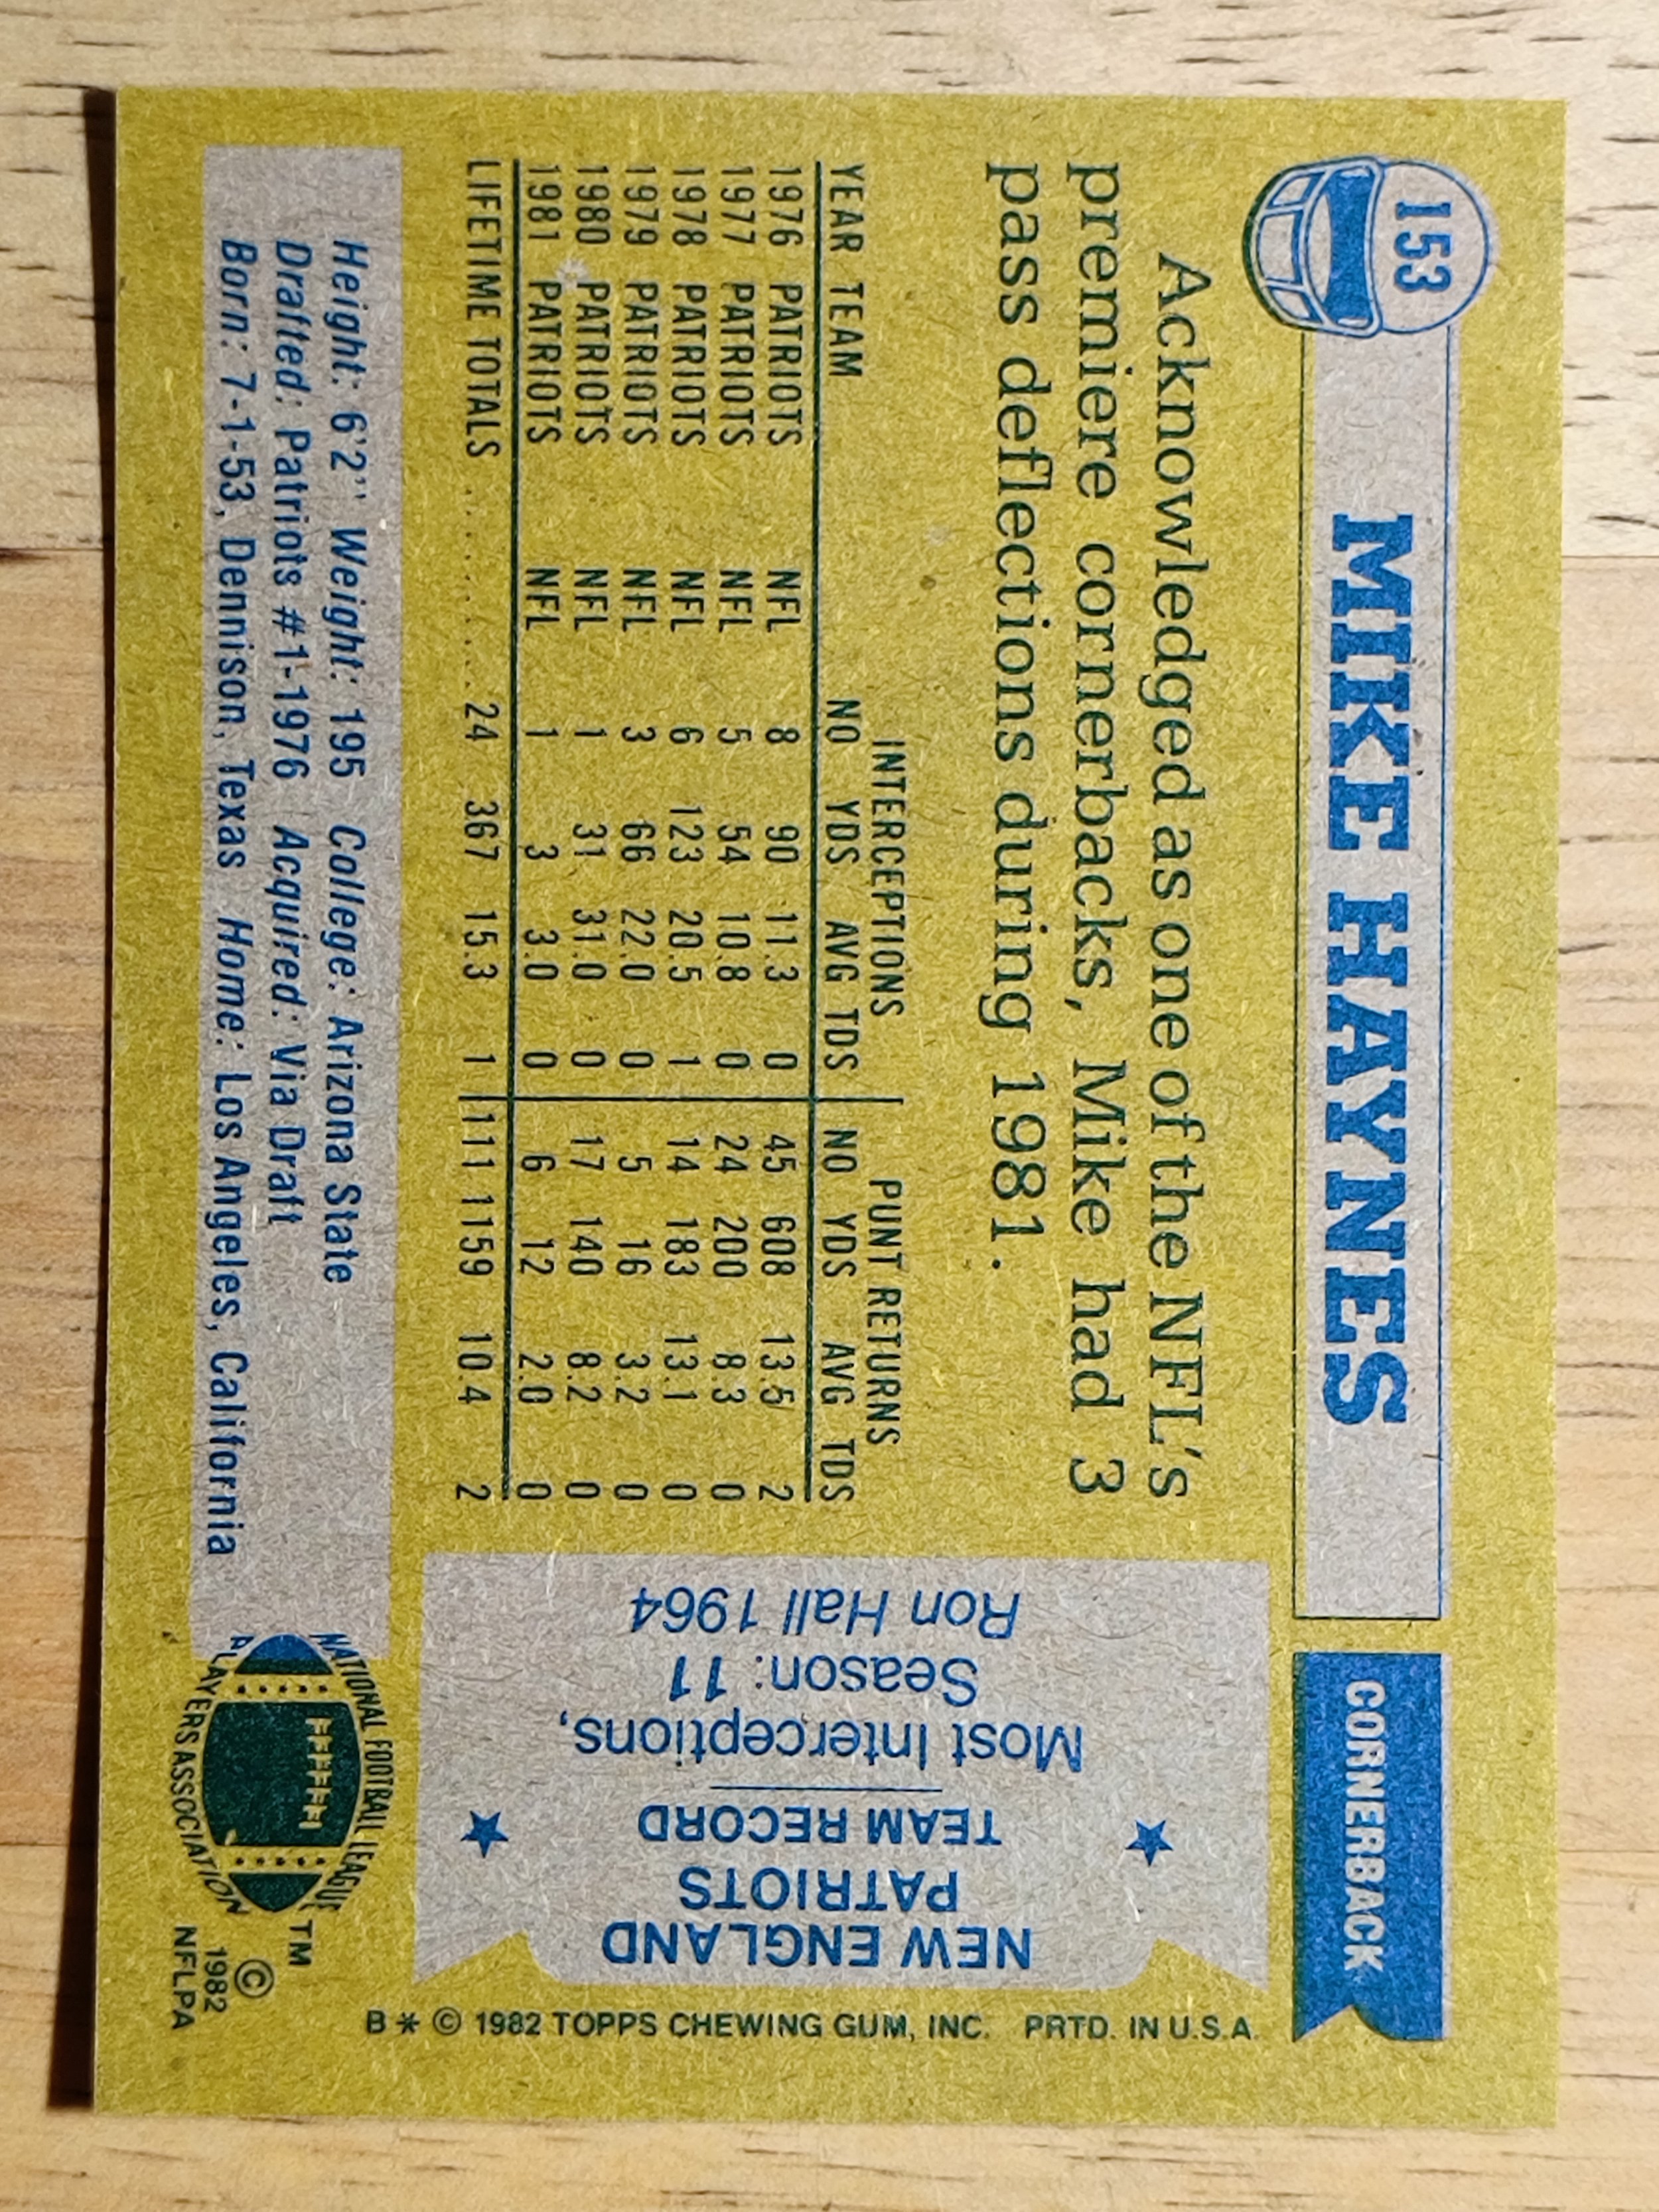 153
MIKE HAYNES
CORNERBACK
Acknowledged as one of the NFL's
premiere cornerbacks, Mike had 3
pass deflections during 1981.
INTERCEPTIONS PUNT RETURNS
YEAR TEAM NO YDS AVG TDS NO YDS AVG TDS
1976 PATRIOTS NFL 8 90 11.3 0 45 608 13.5 2
1977 PATRIOTS NFL 5 54 10.8 0 24 200 8.3 0
1978 PATRIOTS NFL 6 123 20.5 1 14 183 13.1 0
1979 PATRIOTS NFL 3 66 22.0 0 5 16 3.2 0
1980 PATRIOTS NFL 1 31 31.0 0 17 140 8.2 0
1981 PATRIOTS NFL 1 3 3.0 0 6 12 2.0 0
LIFETIME TOTALS .......... 24 367 15.3 1 111 1159 10.4 2
Height: 6'2" Weight: 195 College: Arizona State
Drafted: Patriots #1-1976 Acquired: Via Draft
Born: 7-1-53, Dennison, Texas Home: Los Angeles, California
NEW ENGLAND
PATRIOTS
TEAM RECORD
Most Interceptions,
Season: 11
Ron Hall 1964
B * © 1982 TOPPS CHEWING GUM, INC. PRTD. IN U.S.A.
NATIONAL FOOTBALL LEAGUE
PLAYERS ASSOCIATION
TM
©
1982
NFLPA